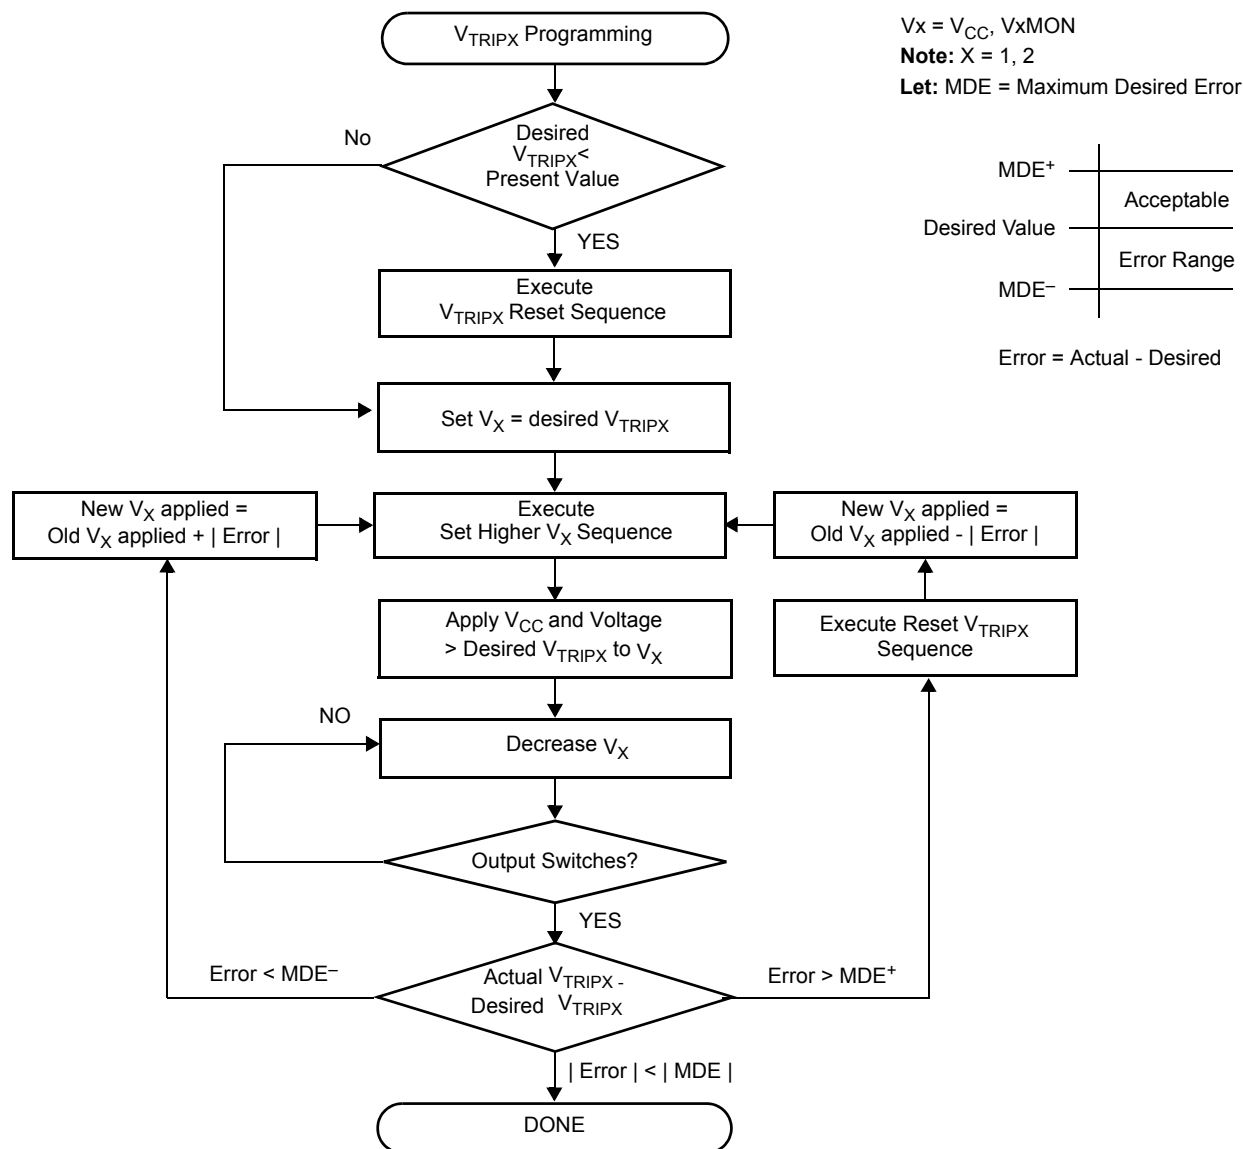 V_TRIPX Programming
Vx = V_CC, VxMON
Note: X = 1, 2
Let: MDE = Maximum Desired Error
No
Desired
V_TRIPX<
Present Value
MDE⁺
Acceptable
Desired Value
Error Range
MDE⁻
Error = Actual - Desired
YES
Execute
V_TRIPX Reset Sequence
Set V_X = desired V_TRIPX
New V_X applied =
Old V_X applied + | Error |
Execute
Set Higher V_X Sequence
New V_X applied =
Old V_X applied - | Error |
Apply V_CC and Voltage
> Desired V_TRIPX to V_X
Execute Reset V_TRIPX
Sequence
NO
Decrease V_X
Output Switches?
YES
Error < MDE⁻
Actual V_TRIPX -
Desired V_TRIPX
Error > MDE⁺
| Error | < | MDE |
DONE